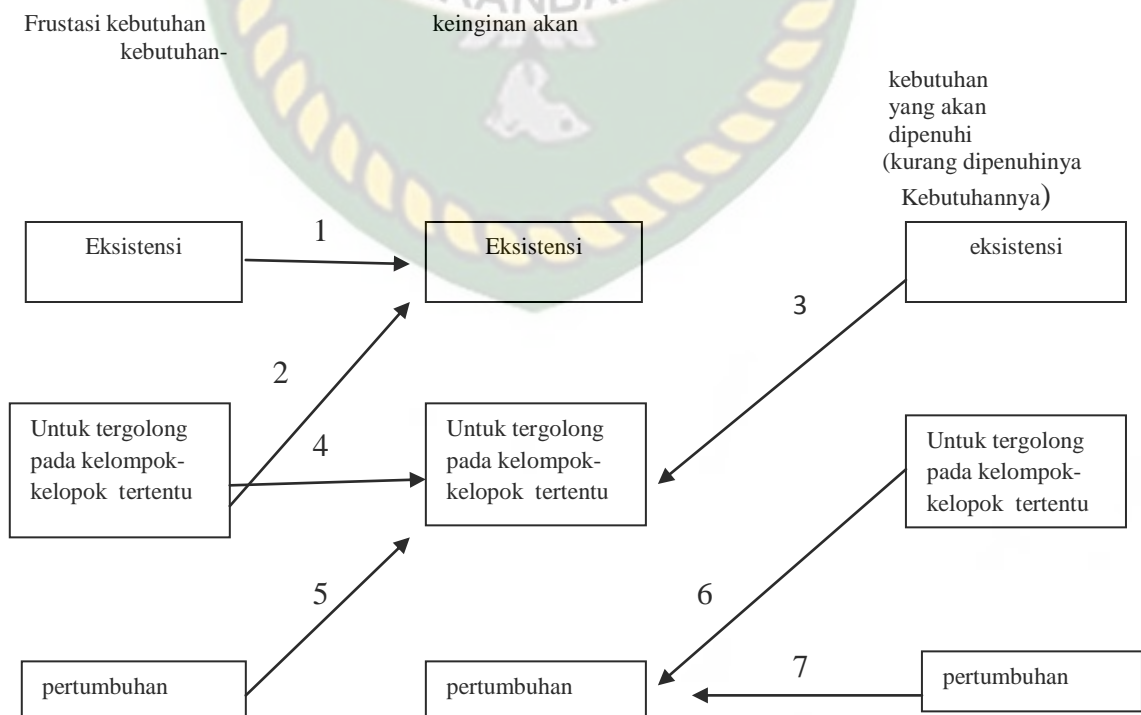 RANDA
Frustasi kebutuhan keinginan akan
kebutuhan-
kebutuhan
yang akan
dipenuhi
(kurang dipenuhinya
Kebutuhannya)
Eksistensi 1 Eksistensi eksistensi
3
2
Untuk tergolong
pada kelompok-
kelopok tertentu
4
Untuk tergolong
pada kelompok-
kelopok tertentu
Untuk tergolong
pada kelompok-
kelopok tertentu
5 6
pertumbuhan pertumbuhan 7 pertumbuhan